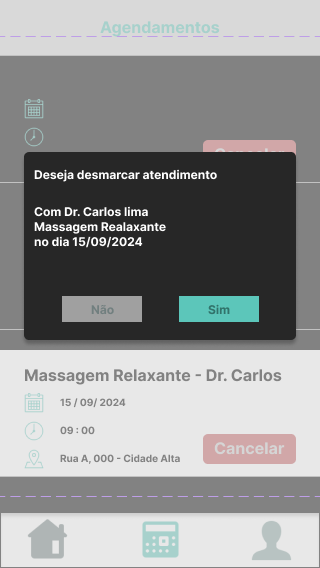 Agendamentos
Cancelar
Deseja desmarcar atendimento
Com Dr. Carlos lima
Massagem Realaxante
no dia 15/09/2024
Não
Sim
Massagem Relaxante - Dr. Carlos
15 / 09/ 2024
09 : 00
Rua A, 000 - Cidade Alta
Cancelar